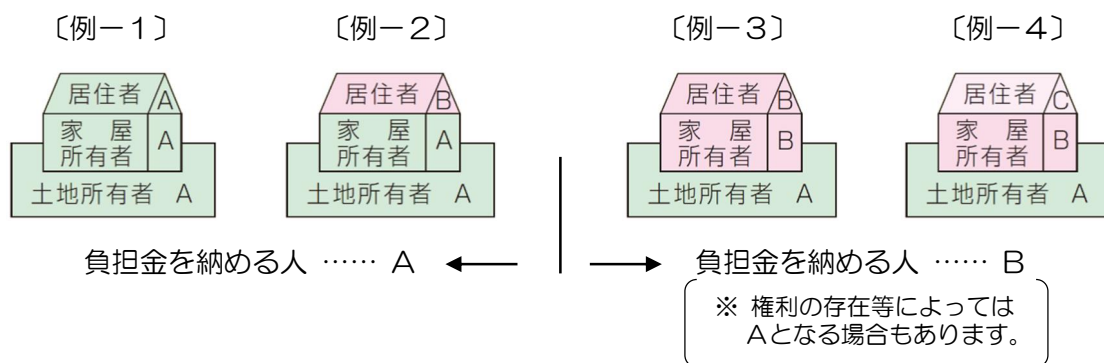 〔例－１〕
居住者 A
家　屋 所有者 A
土地所有者　A
〔例－２〕
居住者 B
家　屋 所有者 A
土地所有者　A
〔例－３〕
居住者 B
家　屋 所有者 B
土地所有者　A
〔例－４〕
居住者 C
家　屋 所有者 B
土地所有者　A
負担金を納める人 …… A
負担金を納める人 …… B
※ 権利の存在等によっては
Aとなる場合もあります。